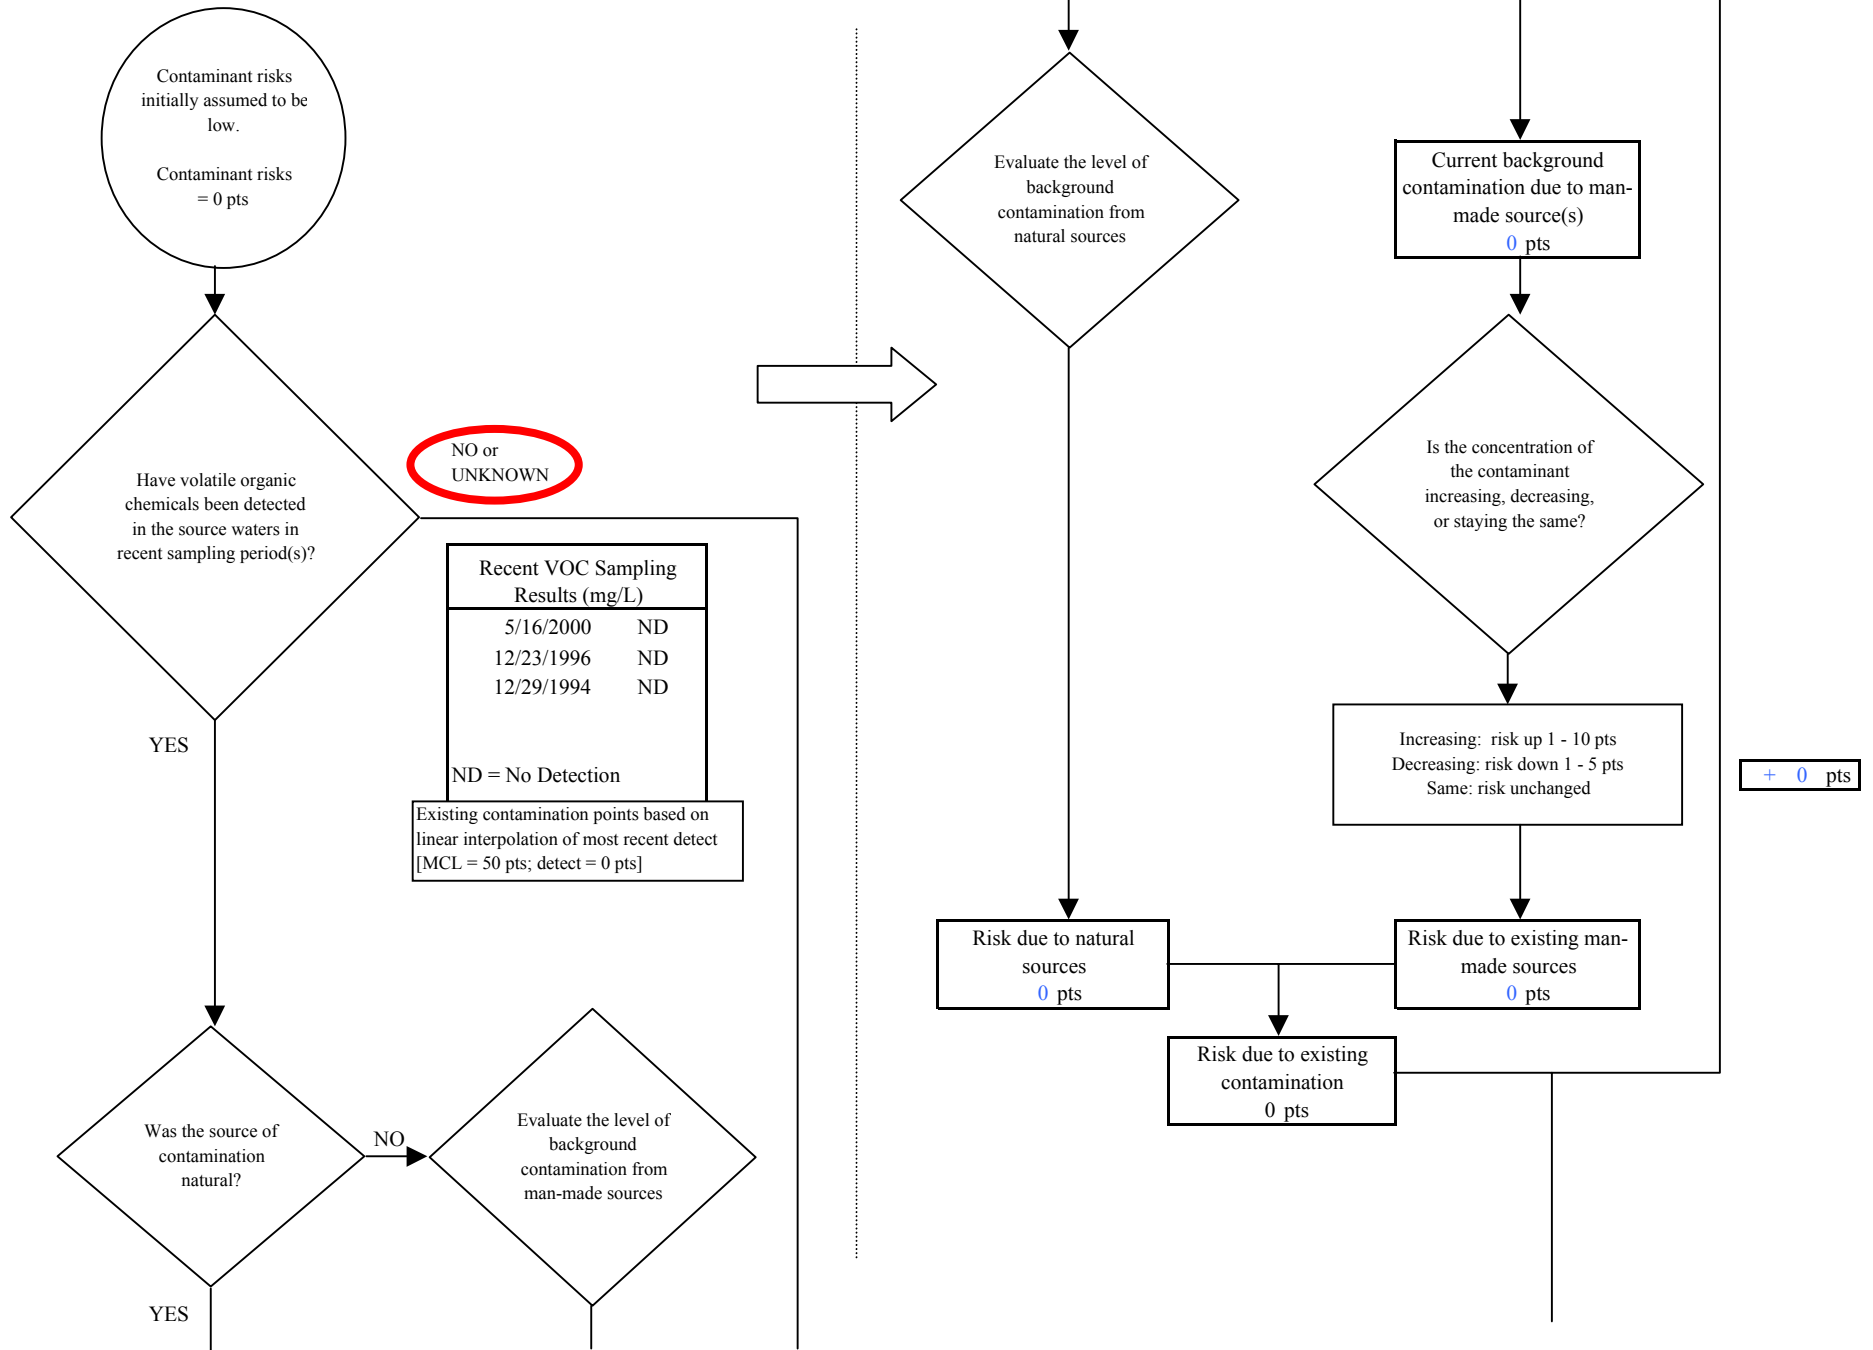 Contaminant risks
initially assumed to be
low.
Contaminant risks
= 0 pts
Have volatile organic
chemicals been detected
in the source waters in
recent sampling period(s)?
NO or
UNKNOWN
Recent VOC Sampling
Results (mg/L)
5/16/2000 ND
12/23/1996 ND
12/29/1994 ND
ND = No Detection
Existing contamination points based on
linear interpolation of most recent detect
[MCL = 50 pts; detect = 0 pts]
YES
Was the source of
contamination
natural?
NO
Evaluate the level of
background
contamination from
man-made sources
YES
Evaluate the level of
background
contamination from
natural sources
Current background
contamination due to man-
made source(s)
0 pts
Is the concentration of
the contaminant
increasing, decreasing,
or staying the same?
Increasing: risk up 1 - 10 pts
Decreasing: risk down 1 - 5 pts
Same: risk unchanged
+ 0 pts
Risk due to natural
sources
0 pts
Risk due to existing man-
made sources
0 pts
Risk due to existing
contamination
0 pts